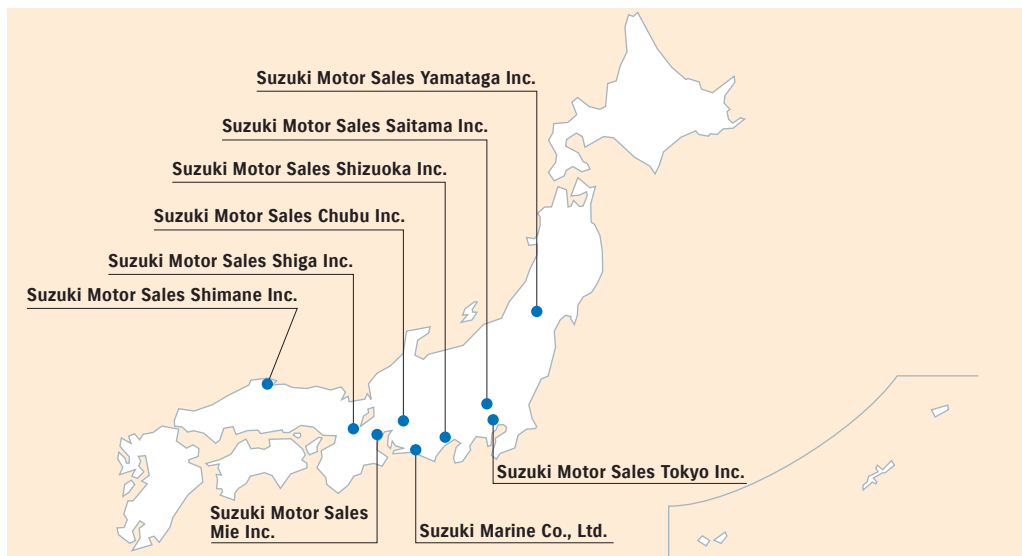 Suzuki Motor Sales Yamataga Inc.
Suzuki Motor Sales Saitama Inc.
Suzuki Motor Sales Shizuoka Inc.
Suzuki Motor Sales Chubu Inc.
Suzuki Motor Sales Shiga Inc.
Suzuki Motor Sales Shimane Inc.
Suzuki Motor Sales Tokyo Inc.
Suzuki Motor Sales
Mie Inc.
Suzuki Marine Co., Ltd.